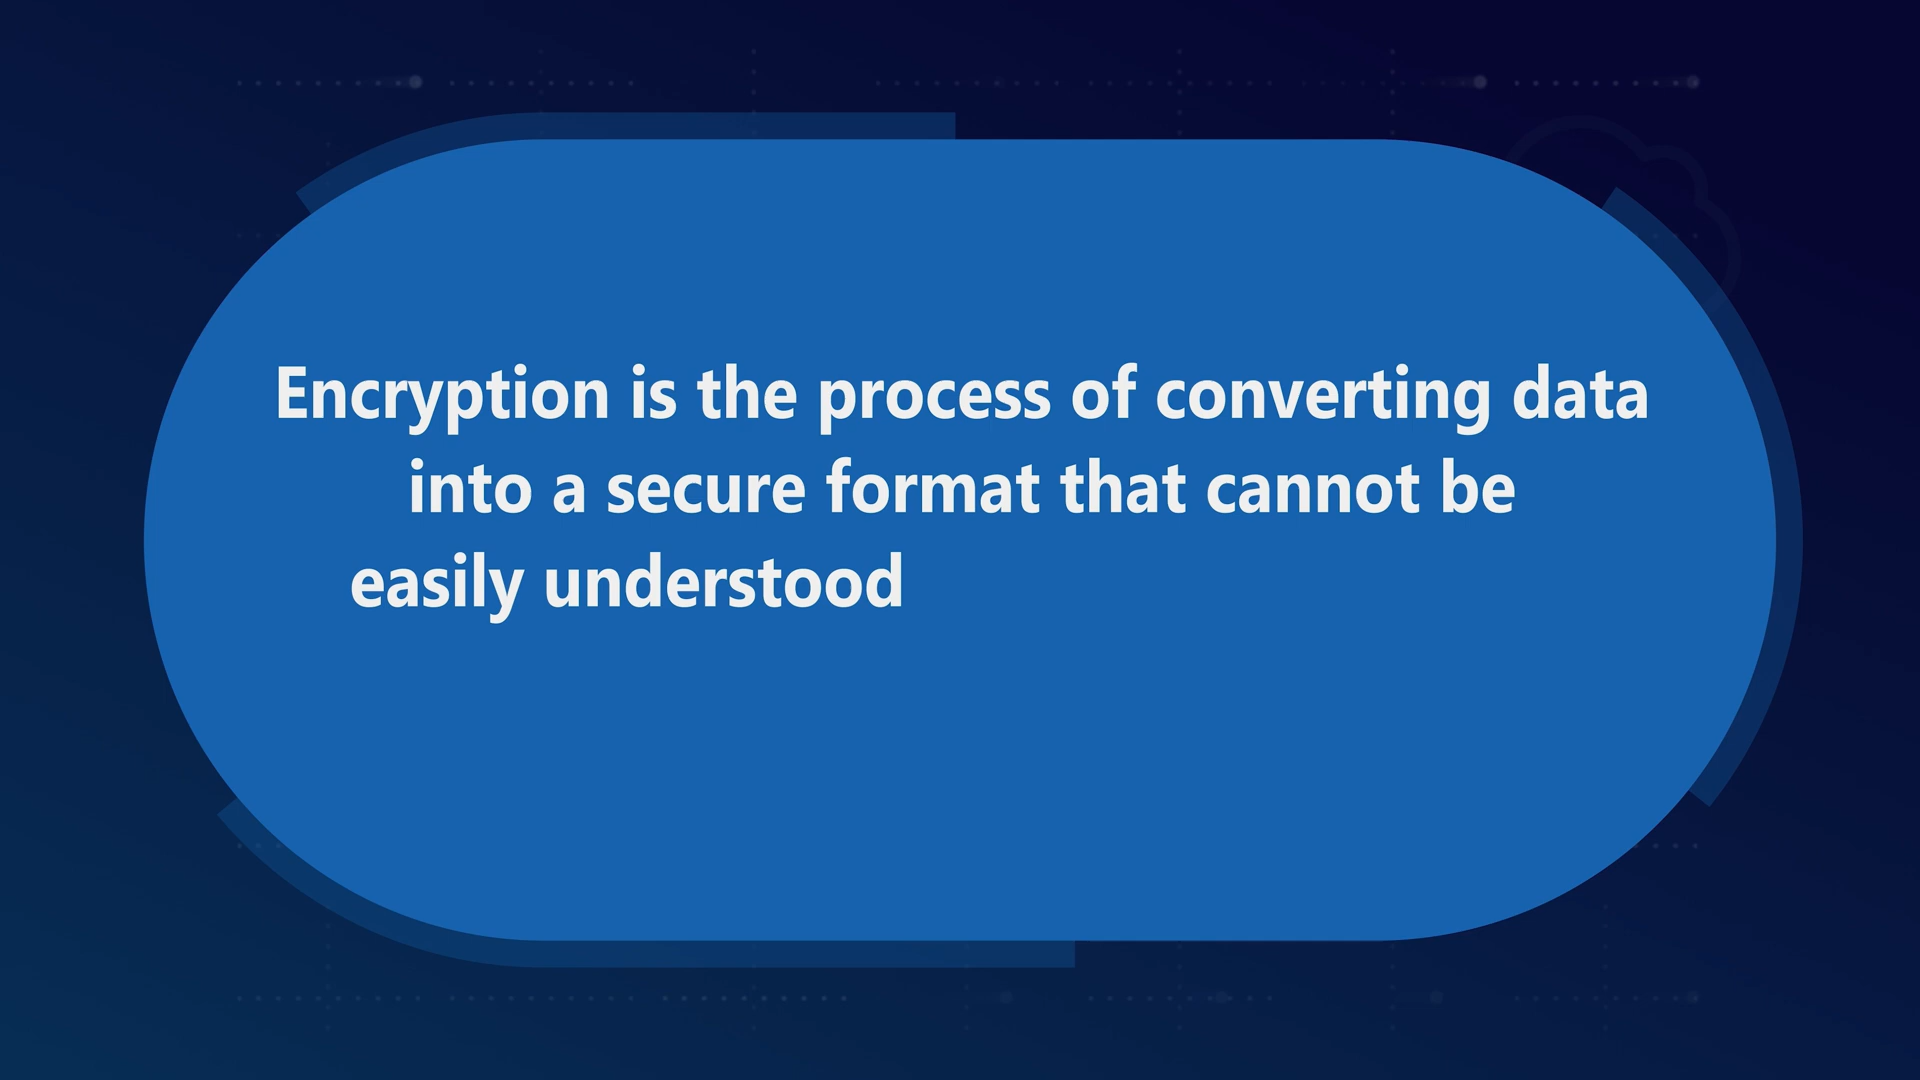 Encryption is the process of converting data
into a secure format that cannot be
easily understood